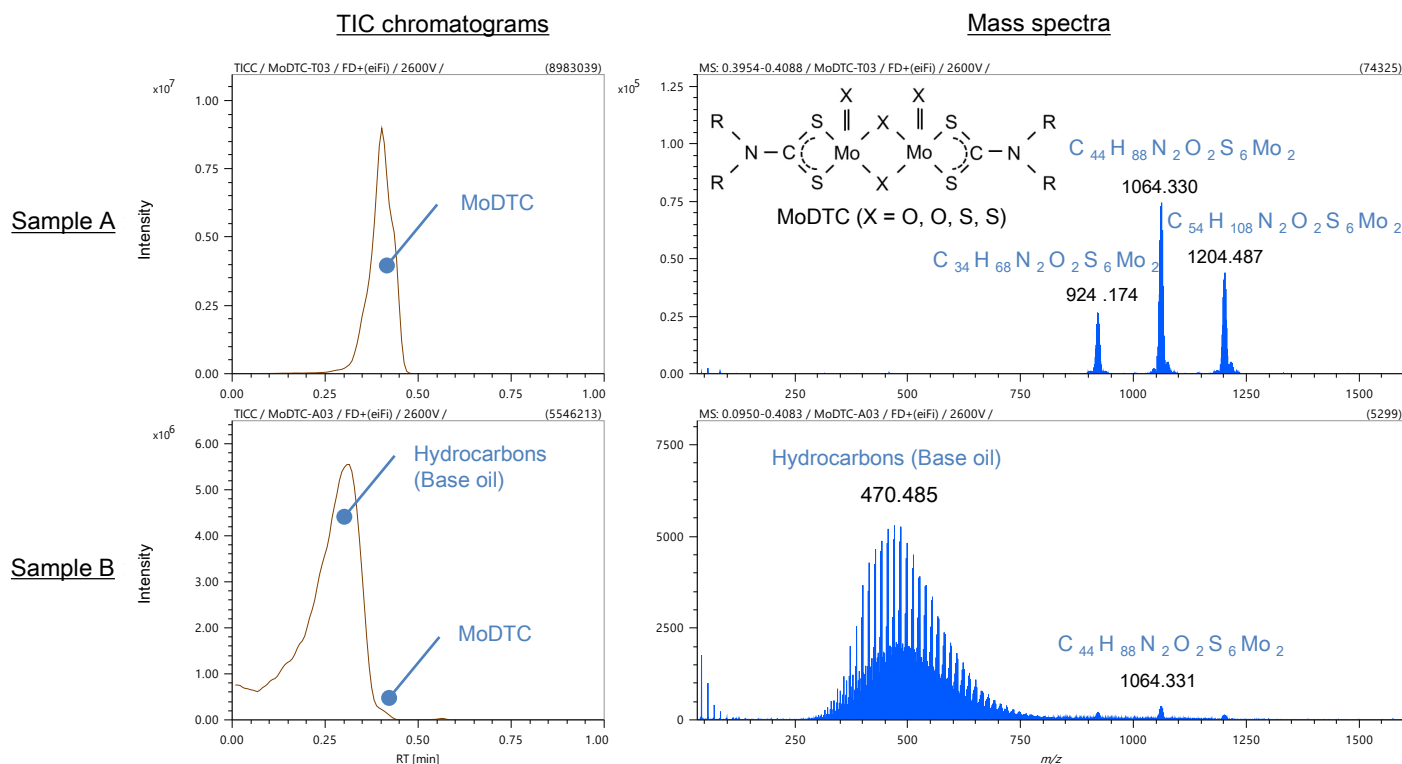 TIC chromatograms
Mass spectra
Sample A
TICC / MoDTC-T03 / FD+(eiFi) / 2600V / (8983039)
x10⁷
1.00
0.75
0.50
0.25
0.00
Intensity
MoDTC
0.00 0.25 0.50 0.75 1.00
MS: 0.3954-0.4088 / MoDTC-T03 / FD+(eiFi) / 2600V / (74325)
x10⁵
1.25
1.00
0.75
0.50
0.25
0.00
X X
R S X S R
N C Mo Mo C N
R S X S R
MoDTC (X = O, O, S, S)
C₄₄H₈₈N₂O₂S₆Mo₂
1064.330
C₅₄H₁₀₈N₂O₂S₆Mo₂
1204.487
C₃₄H₆₈N₂O₂S₆Mo₂
924 .174
250 500 750 1000 1250 1500
Sample B
TICC / MoDTC-A03 / FD+(eiFi) / 2600V / (5546213)
x10⁶
6.00
5.00
4.00
3.00
2.00
1.00
0.00
Intensity
Hydrocarbons
(Base oil)
MoDTC
0.00 0.25 0.50 0.75 1.00
RT [min]
MS: 0.0950-0.4083 / MoDTC-A03 / FD+(eiFi) / 2600V / (5299)
7500
5000
2500
0
Hydrocarbons (Base oil)
470.485
C₄₄H₈₈N₂O₂S₆Mo₂
1064.331
250 500 750 1000 1250 1500
m/z